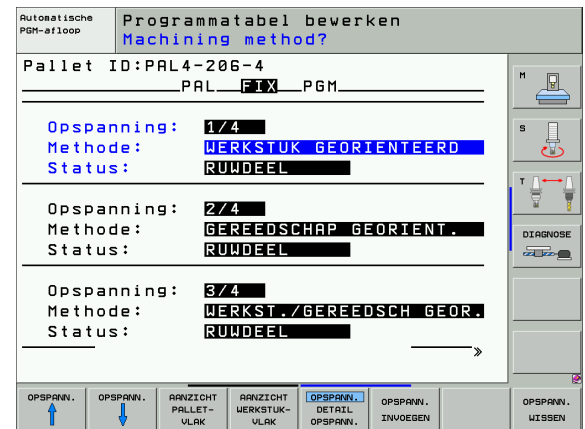 Automatische
PGM-afloop
Programmatabel bewerken
Machining method?
Pallet ID:PAL4-206-4
PAL FIX PGM
Opspanning: 1/4
Methode: WERKSTUK GEORIENTEERD
Status: RUWDEEL
Opspanning: 2/4
Methode: GEREEDSCHAP GEORIENT.
Status: RUWDEEL
Opspanning: 3/4
Methode: WERKST./GEREEDSCH GEOR.
Status: RUWDEEL
»
M
S
T
DIAGNOSE
OPSPANN.
OPSPANN.
AANZICHT
PALLET-
VLAK
AANZICHT
WERKSTUK-
VLAK
OPSPANN.
DETAIL
OPSPANN.
OPSPANN.
INVOEGEN
OPSPANN.
WISSEN